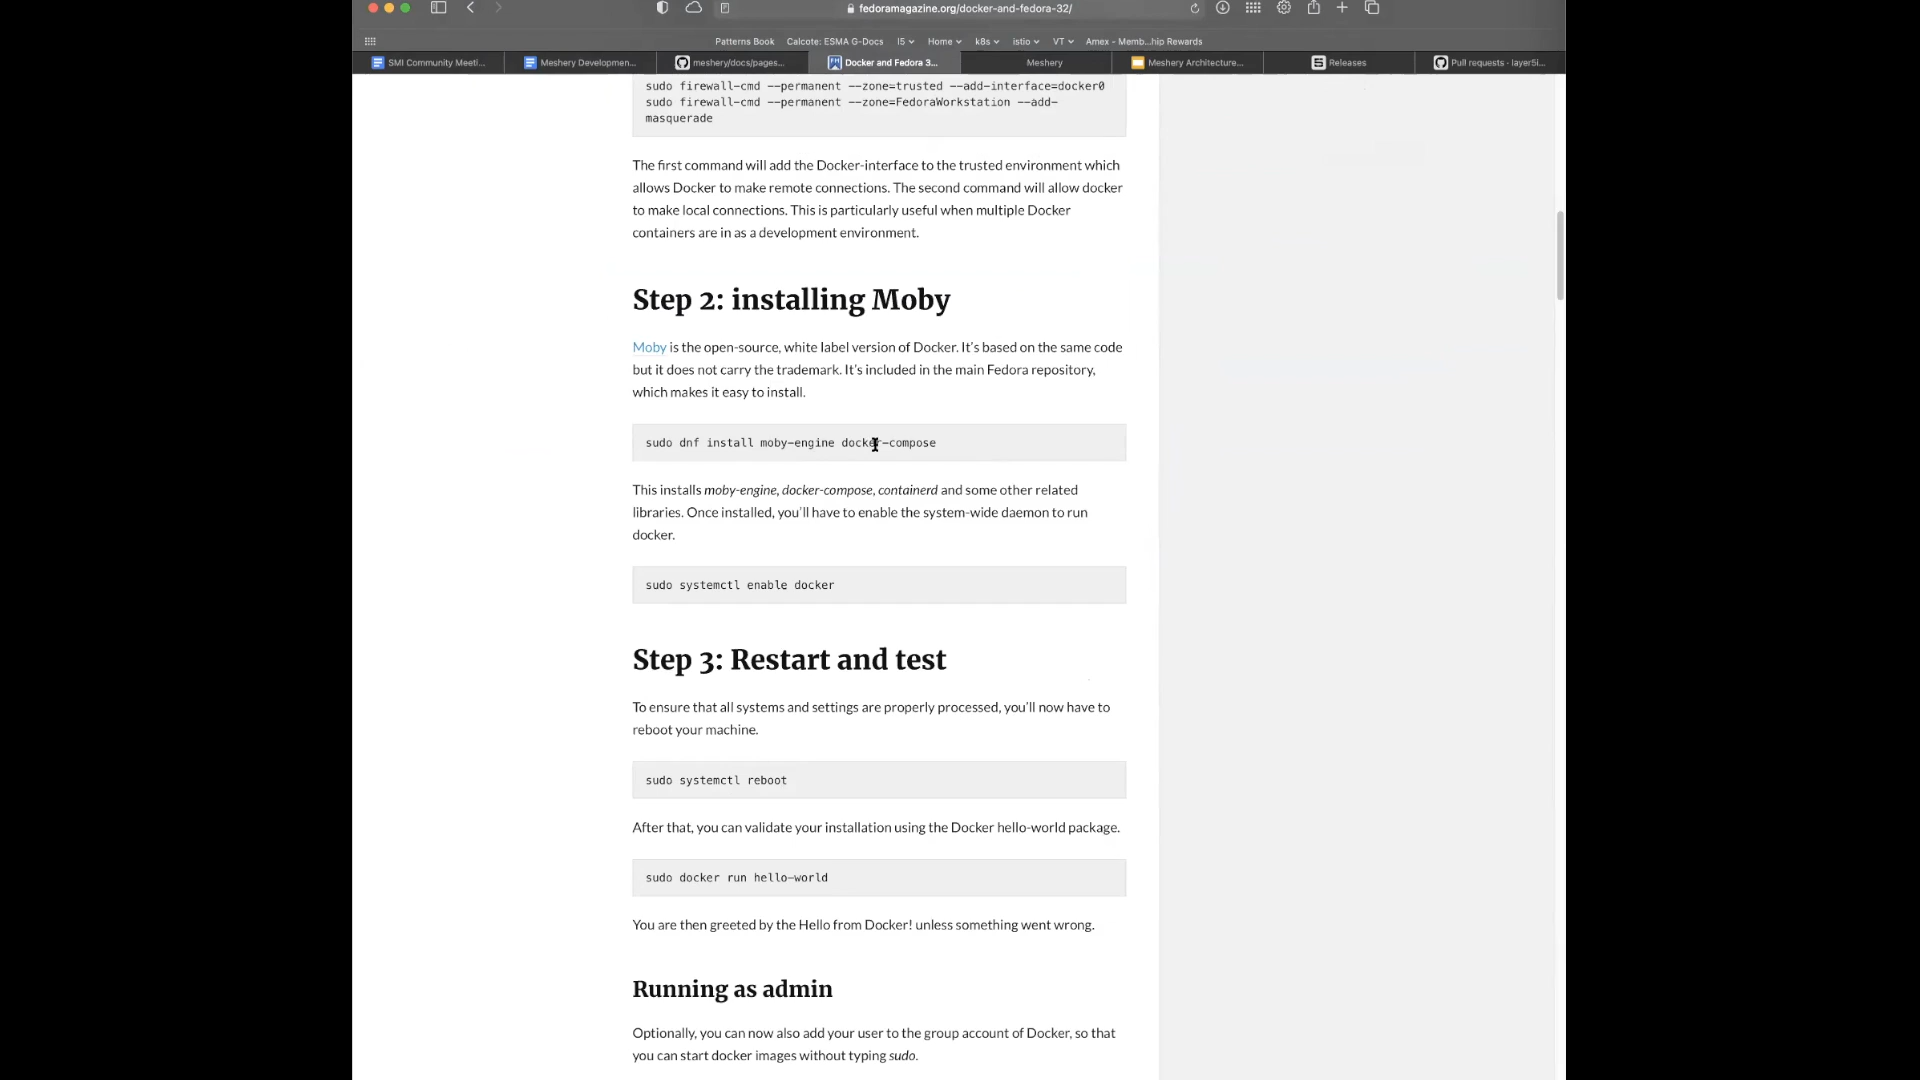 fedoramagazine.org/docker-and-fedora-32/
Patterns Book Calcote: ESMA G-Docs l5 Home k8s istio VT Amex - Memb...hip Rewards
SMI Community Meeti... Meshery Developmen... meshery/docs/pages... Docker and Fedora 3... Meshery Meshery Architecture... Releases Pull requests - layer5i...
sudo firewall-cmd --permanent --zone=trusted --add-interface=docker0
sudo firewall-cmd --permanent --zone=FedoraWorkstation --add-
masquerade
The first command will add the Docker-interface to the trusted environment which
allows Docker to make remote connections. The second command will allow docker
to make local connections. This is particularly useful when multiple Docker
containers are in as a development environment.
Step 2: installing Moby
Moby is the open-source, white label version of Docker. It’s based on the same code
but it does not carry the trademark. It’s included in the main Fedora repository,
which makes it easy to install.
sudo dnf install moby-engine docker-compose
This installs moby-engine, docker-compose, containerd and some other related
libraries. Once installed, you’ll have to enable the system-wide daemon to run
docker.
sudo systemctl enable docker
Step 3: Restart and test
To ensure that all systems and settings are properly processed, you’ll now have to
reboot your machine.
sudo systemctl reboot
After that, you can validate your installation using the Docker hello-world package.
sudo docker run hello-world
You are then greeted by the Hello from Docker! unless something went wrong.
Running as admin
Optionally, you can now also add your user to the group account of Docker, so that
you can start docker images without typing sudo.